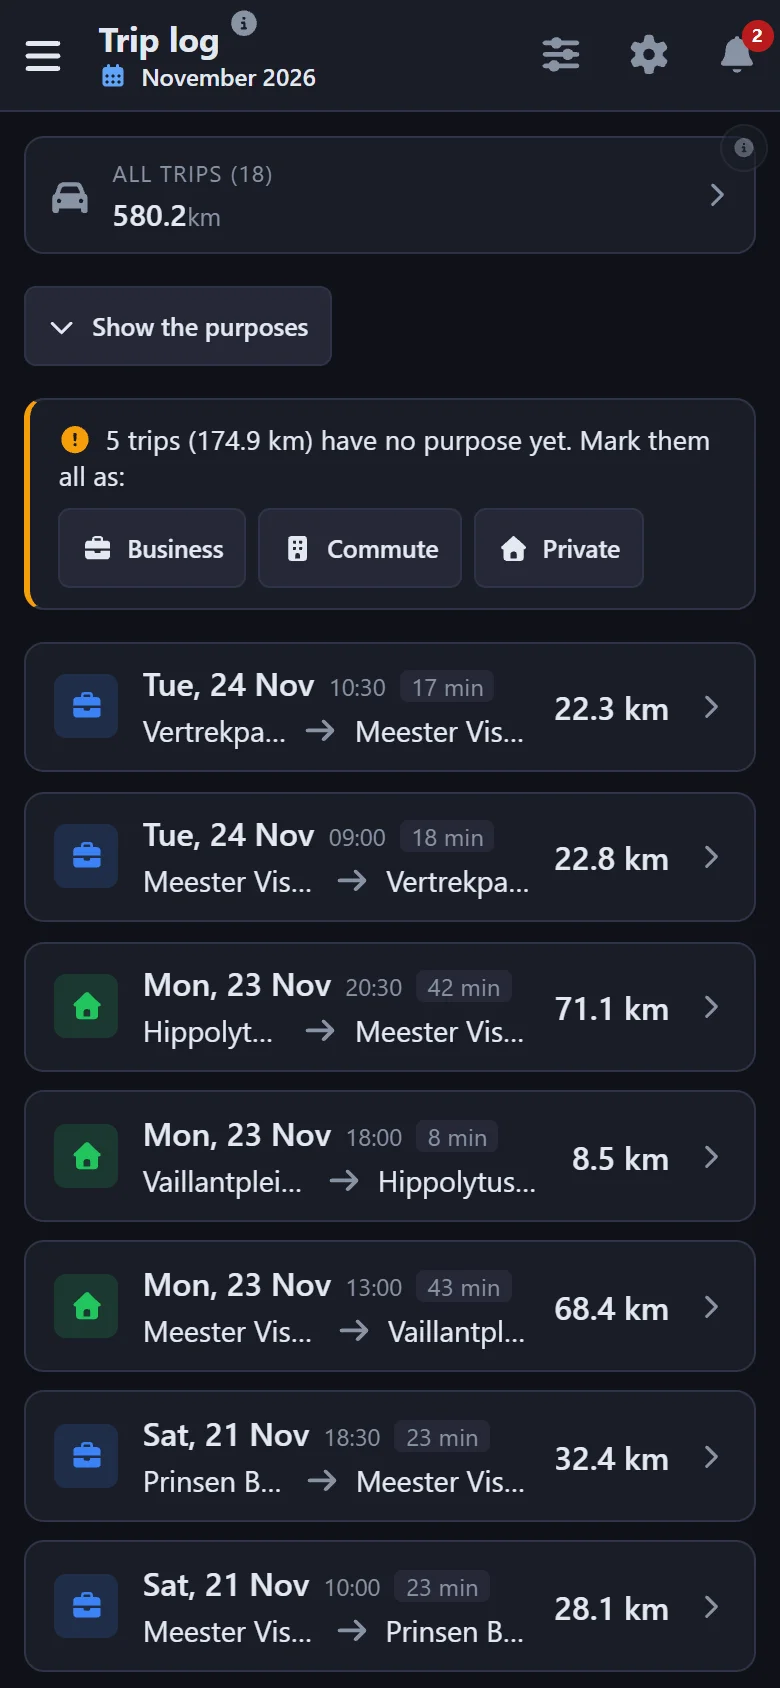 Trip log
November 2026
2
ALL TRIPS (18)
580.2km
Show the purposes
5 trips (174.9 km) have no purpose yet. Mark them
all as:
Business
Commute
Private
Tue, 24 Nov 10:30 17 min
Vertrekpa... → Meester Vis...
22.3 km
Tue, 24 Nov 09:00 18 min
Meester Vis... → Vertrekpa...
22.8 km
Mon, 23 Nov 20:30 42 min
Hippolyt... → Meester Vis...
71.1 km
Mon, 23 Nov 18:00 8 min
Vaillantplei... → Hippolytus...
8.5 km
Mon, 23 Nov 13:00 43 min
Meester Vis... → Vaillantpl...
68.4 km
Sat, 21 Nov 18:30 23 min
Prinsen B... → Meester Vis...
32.4 km
Sat, 21 Nov 10:00 23 min
Meester Vis... → Prinsen B...
28.1 km